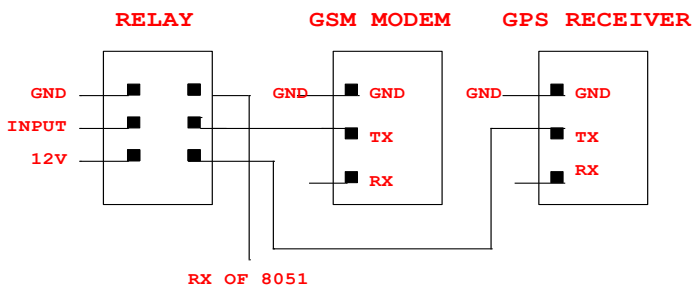 RELAY GSM MODEM GPS RECEIVER
GND GND GND GND GND
INPUT TX TX
12V RX RX
RX OF 8051